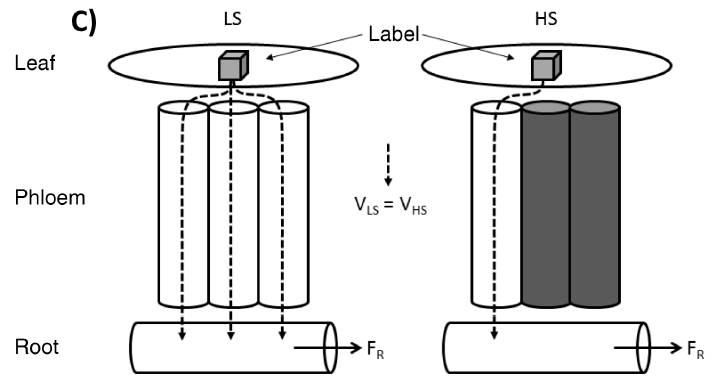 C)
LS
HS
Label
Leaf
Phloem
V_LS = V_HS
Root
F_R
F_R